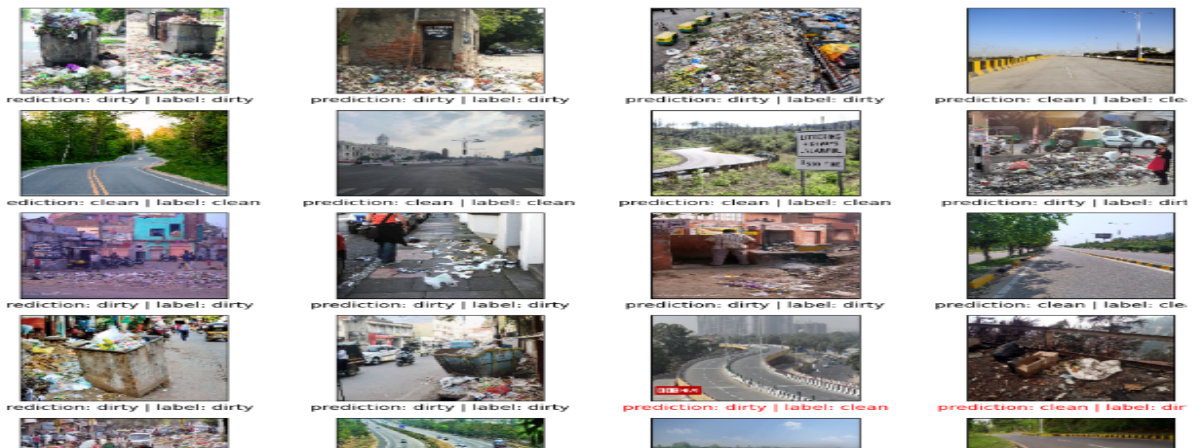 rediction: dirty | label: dirty
prediction: dirty | label: dirty
prediction: dirty | label: dirty
prediction: clean | label: cle
ediction: clean | label: clean
prediction: clean | label: clean
prediction: clean | label: clean
prediction: dirty | label: dirt
rediction: dirty | label: dirty
prediction: dirty | label: dirty
prediction: dirty | label: dirty
prediction: clean | label: cle
rediction: dirty | label: dirty
prediction: dirty | label: dirty
prediction: dirty | label: clean
prediction: clean | label: dir